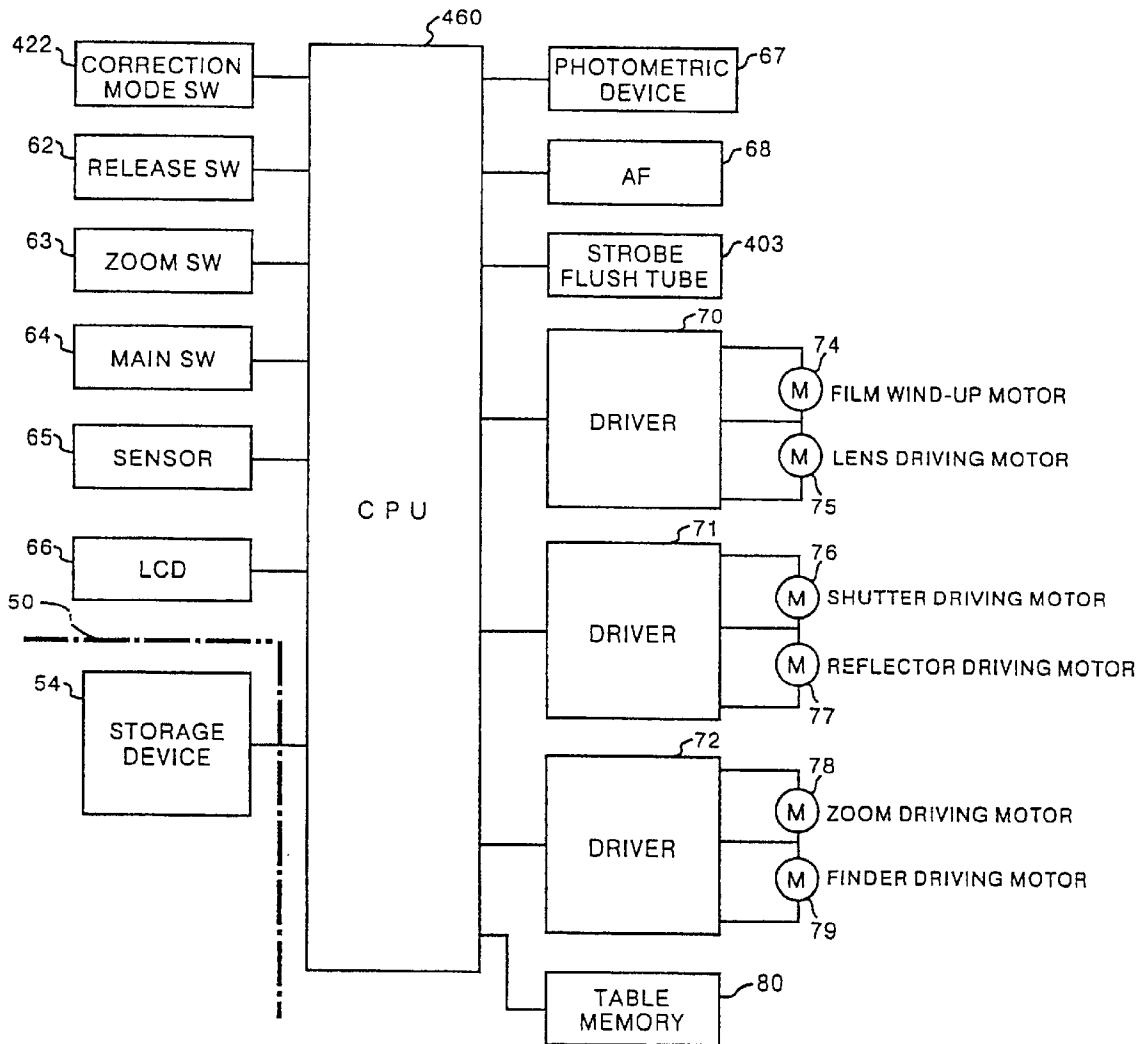 460
422
CORRECTION
MODE SW
62
RELEASE SW
63
ZOOM SW
64
MAIN SW
65
SENSOR
66
LCD
50
54
STORAGE
DEVICE
CPU
67
PHOTOMETRIC
DEVICE
68
AF
403
STROBE
FLUSH TUBE
70
DRIVER
74
M
FILM WIND-UP MOTOR
M
LENS DRIVING MOTOR
75
71
DRIVER
76
M
SHUTTER DRIVING MOTOR
M
REFLECTOR DRIVING MOTOR
77
72
DRIVER
78
M
ZOOM DRIVING MOTOR
M
FINDER DRIVING MOTOR
79
80
TABLE
MEMORY